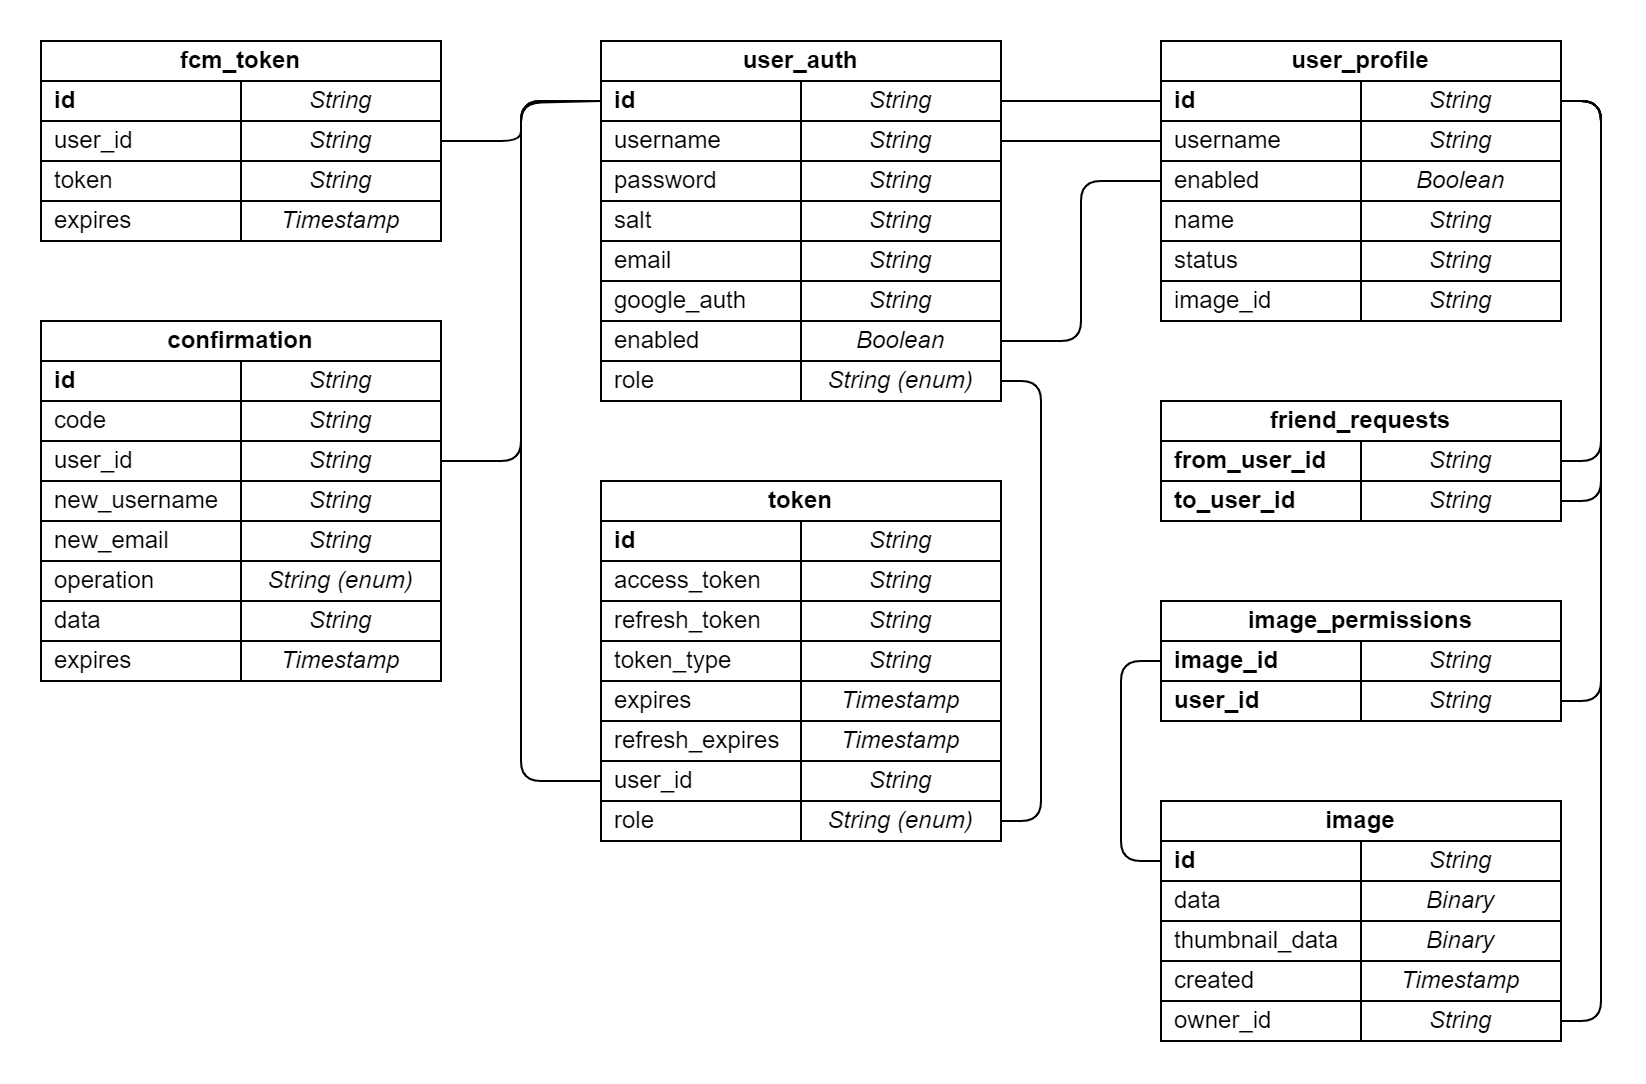 fcm_token
id String
user_id String
token String
expires Timestamp
confirmation
id String
code String
user_id String
new_username String
new_email String
operation String (enum)
data String
expires Timestamp
user_auth
id String
username String
password String
salt String
email String
google_auth String
enabled Boolean
role String (enum)
token
id String
access_token String
refresh_token String
token_type String
expires Timestamp
refresh_expires Timestamp
user_id String
role String (enum)
user_profile
id String
username String
enabled Boolean
name String
status String
image_id String
friend_requests
from_user_id String
to_user_id String
image_permissions
image_id String
user_id String
image
id String
data Binary
thumbnail_data Binary
created Timestamp
owner_id String